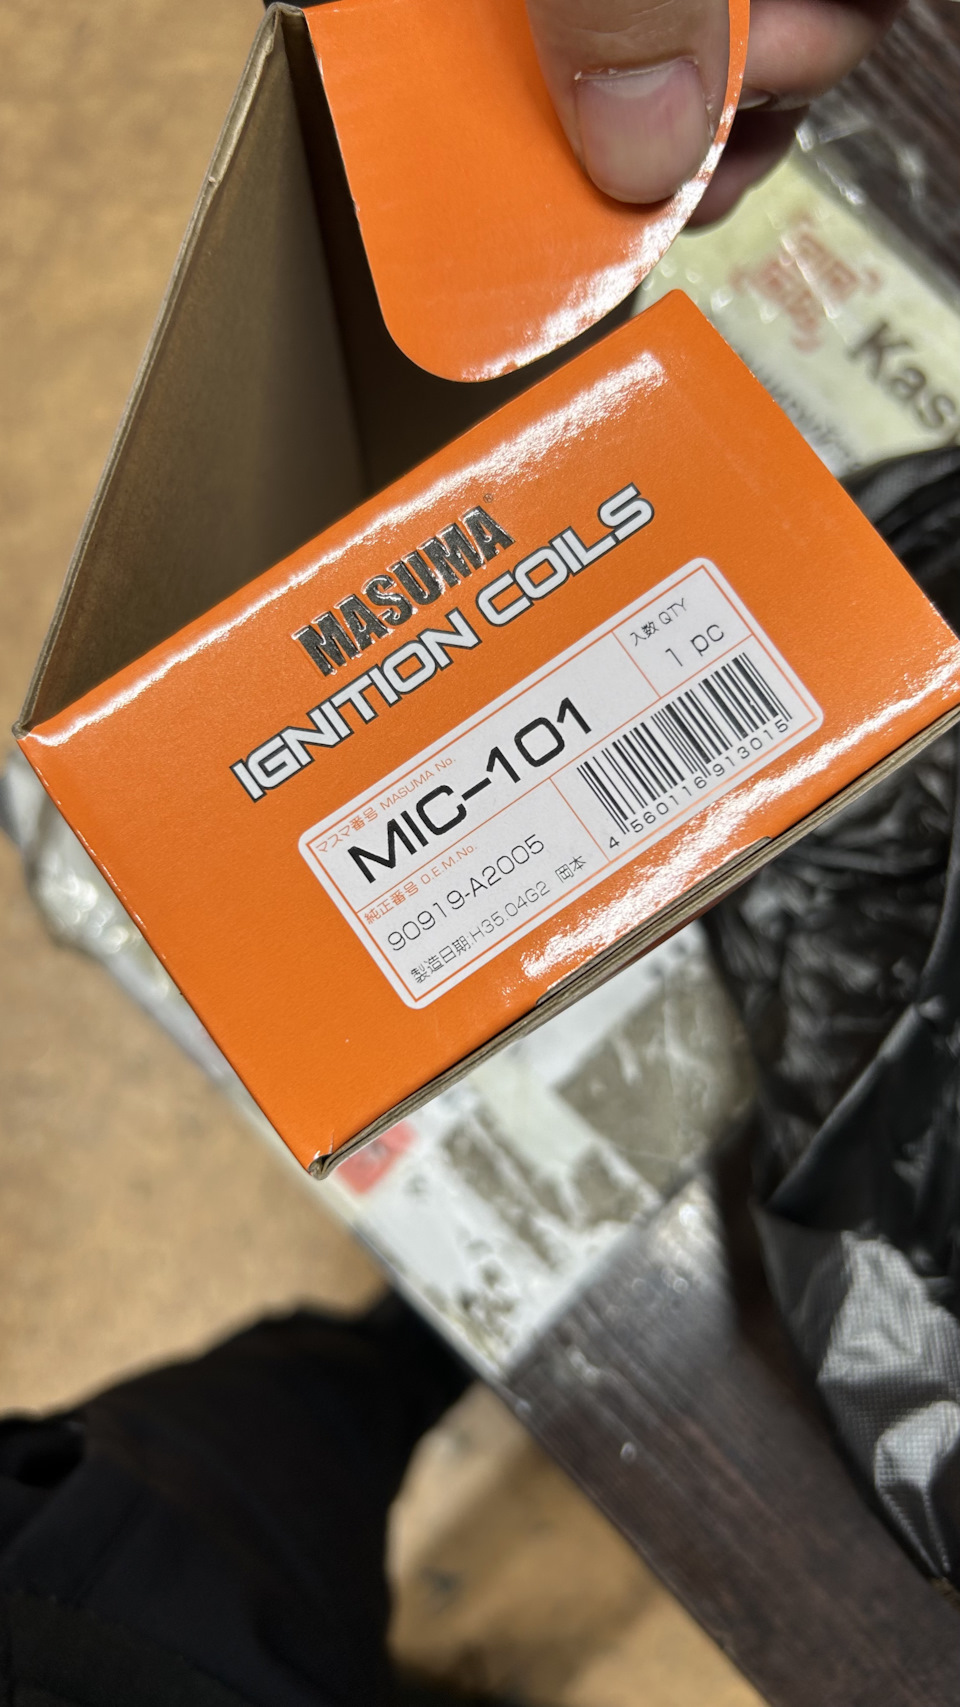 MASUMA
IGNITION COILS
マスマ番号 MASUMA No.
MIC-101
入数 QTY
1 pc
純正番号 O.E.M.No.
90919-A2005
製造日期:H35.04G2 岡本
4 560116 913015
Kas